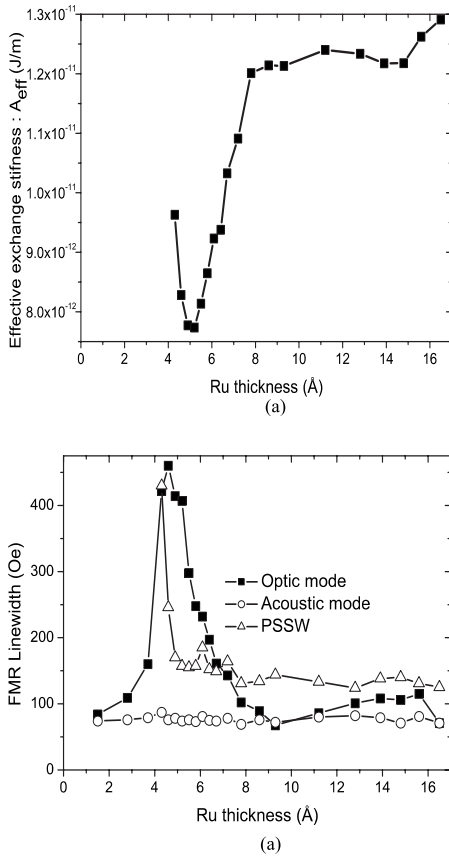 Effective exchange stifness : A_eff (J/m)
1.3x10^-11
1.2x10^-11
1.1x10^-11
1.0x10^-11
9.0x10^-12
8.0x10^-12
0 2 4 6 8 10 12 14 16
Ru thickness (Å)
(a)
FMR Linewidth (Oe)
400
300
200
100
0
Optic mode
Acoustic mode
PSSW
0 2 4 6 8 10 12 14 16
Ru thickness (Å)
(a)